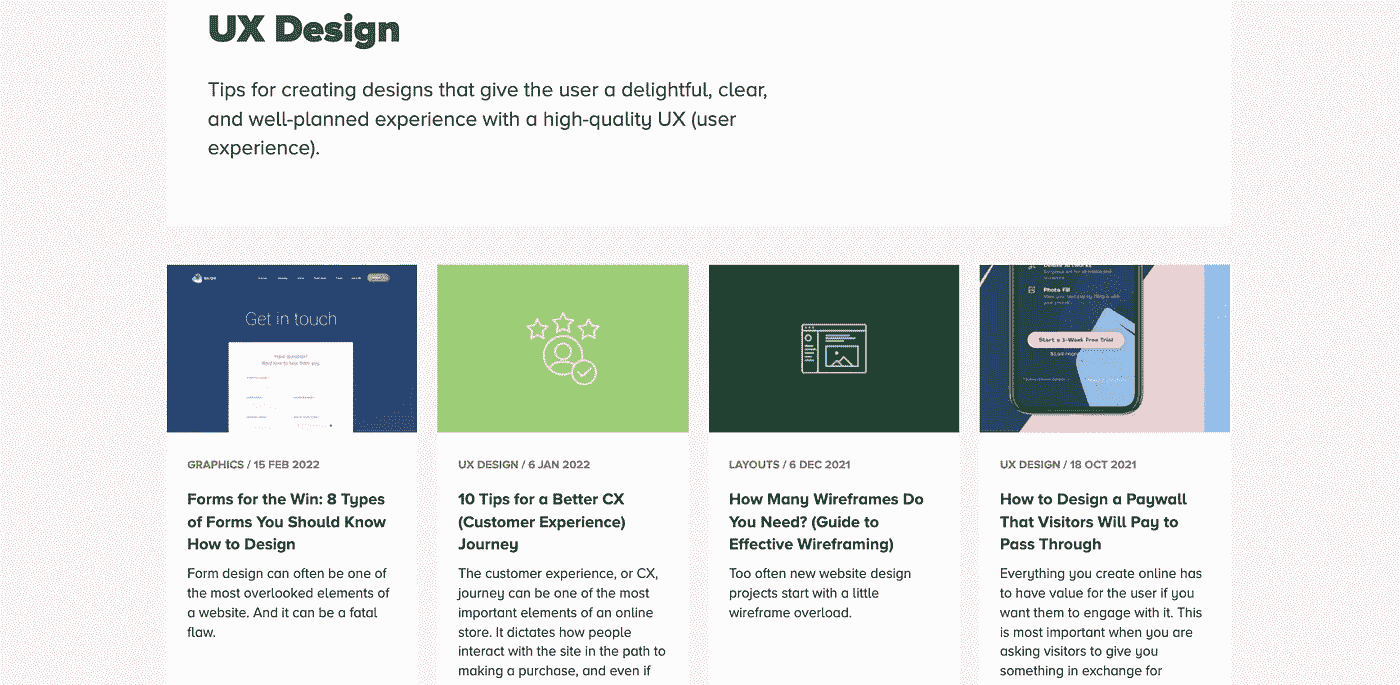 UX Design
Tips for creating designs that give the user a delightful, clear,
and well-planned experience with a high-quality UX (user
experience).
Get in touch
Photo Fill
Start a 1-Week Free Trial
GRAPHICS / 15 FEB 2022
Forms for the Win: 8 Types
of Forms You Should Know
How to Design
Form design can often be one of
the most overlooked elements of
a website. And it can be a fatal
flaw.
UX DESIGN / 6 JAN 2022
10 Tips for a Better CX
(Customer Experience)
Journey
The customer experience, or CX,
journey can be one of the most
important elements of an online
store. It dictates how people
interact with the site in the path to
making a purchase, and even if
LAYOUTS / 6 DEC 2021
How Many Wireframes Do
You Need? (Guide to
Effective Wireframing)
Too often new website design
projects start with a little
wireframe overload.
UX DESIGN / 18 OCT 2021
How to Design a Paywall
That Visitors Will Pay to
Pass Through
Everything you create online has
to have value for the user if you
want them to engage with it. This
is most important when you are
asking visitors to give you
something in exchange for